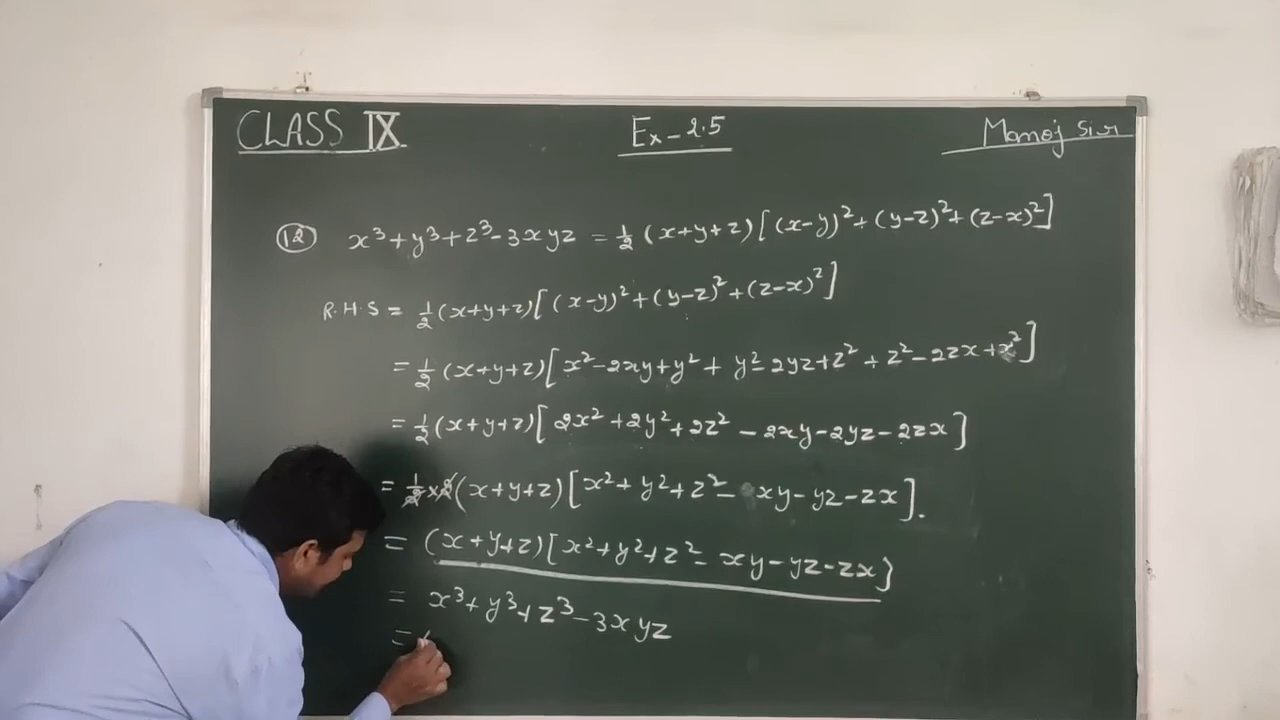 CLASS IX Ex-2.5 Manoj Sir
(12) x³+y³+z³-3xyz = 1/2 (x+y+z)[(x-y)²+(y-z)²+(z-x)²]
R.H.S = 1/2(x+y+z)[(x-y)²+(y-z)²+(z-x)²]
= 1/2 (x+y+z)[x²-2xy+y²+ y²-2yz+z²+z²-2zx+x²]
= 1/2(x+y+z)[2x²+2y²+2z²-2xy-2yz-2zx]
= 1/2×2(x+y+z)[x²+y²+z²-xy-yz-zx].
= (x+y+z)[x²+y²+z²-xy-yz-zx]
= x³+y³+z³-3xyz
=